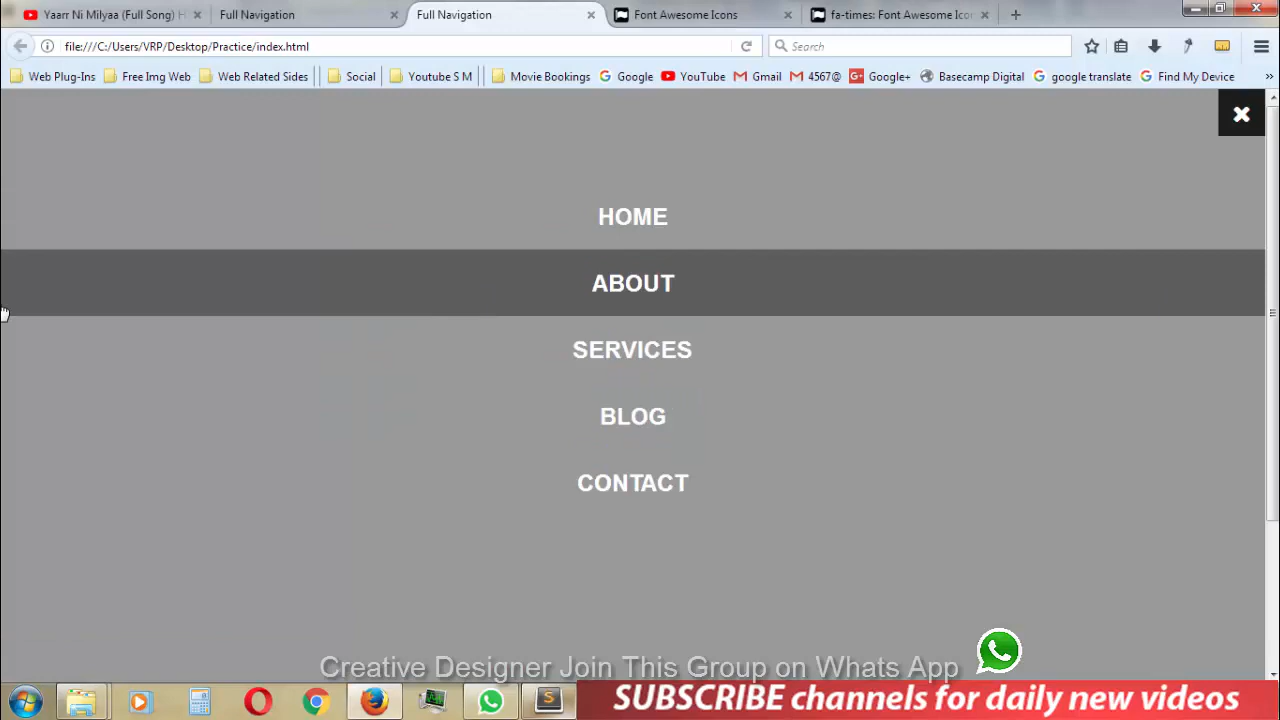 Yaarr Ni Milyaa (Full Song) H
Full Navigation
Full Navigation
Font Awesome Icons
fa-times: Font Awesome Icon
file:///C:/Users/VRP/Desktop/Practice/index.html
Search
Web Plug-Ins
Free Img Web
Web Related Sides
Social
Youtube S M
Movie Bookings
Google
YouTube
Gmail
4567@
Google+
Basecamp Digital
google translate
Find My Device
HOME
ABOUT
SERVICES
BLOG
CONTACT
Creative Designer Join This Group on Whats App
SUBSCRIBE channels for daily new videos